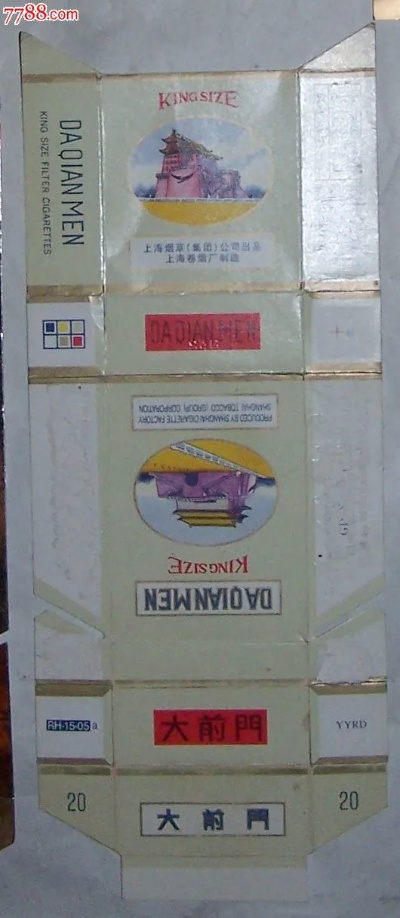 7788.com
KING SIZE
DAQIANMEN
KING SIZE FILTER CIGARETTES
上海烟草(集团)公司出品
上海卷烟厂制造
DAQIANMEN
PRODUCED BY SHANGHAI CIGARETTE FACTORY
SHANGHAI TOBACCO (GROUP) CORPORATION
KING SIZE
DAQIANMEN
RH-15-05 a
大前門
YYRD
20
大前門
20